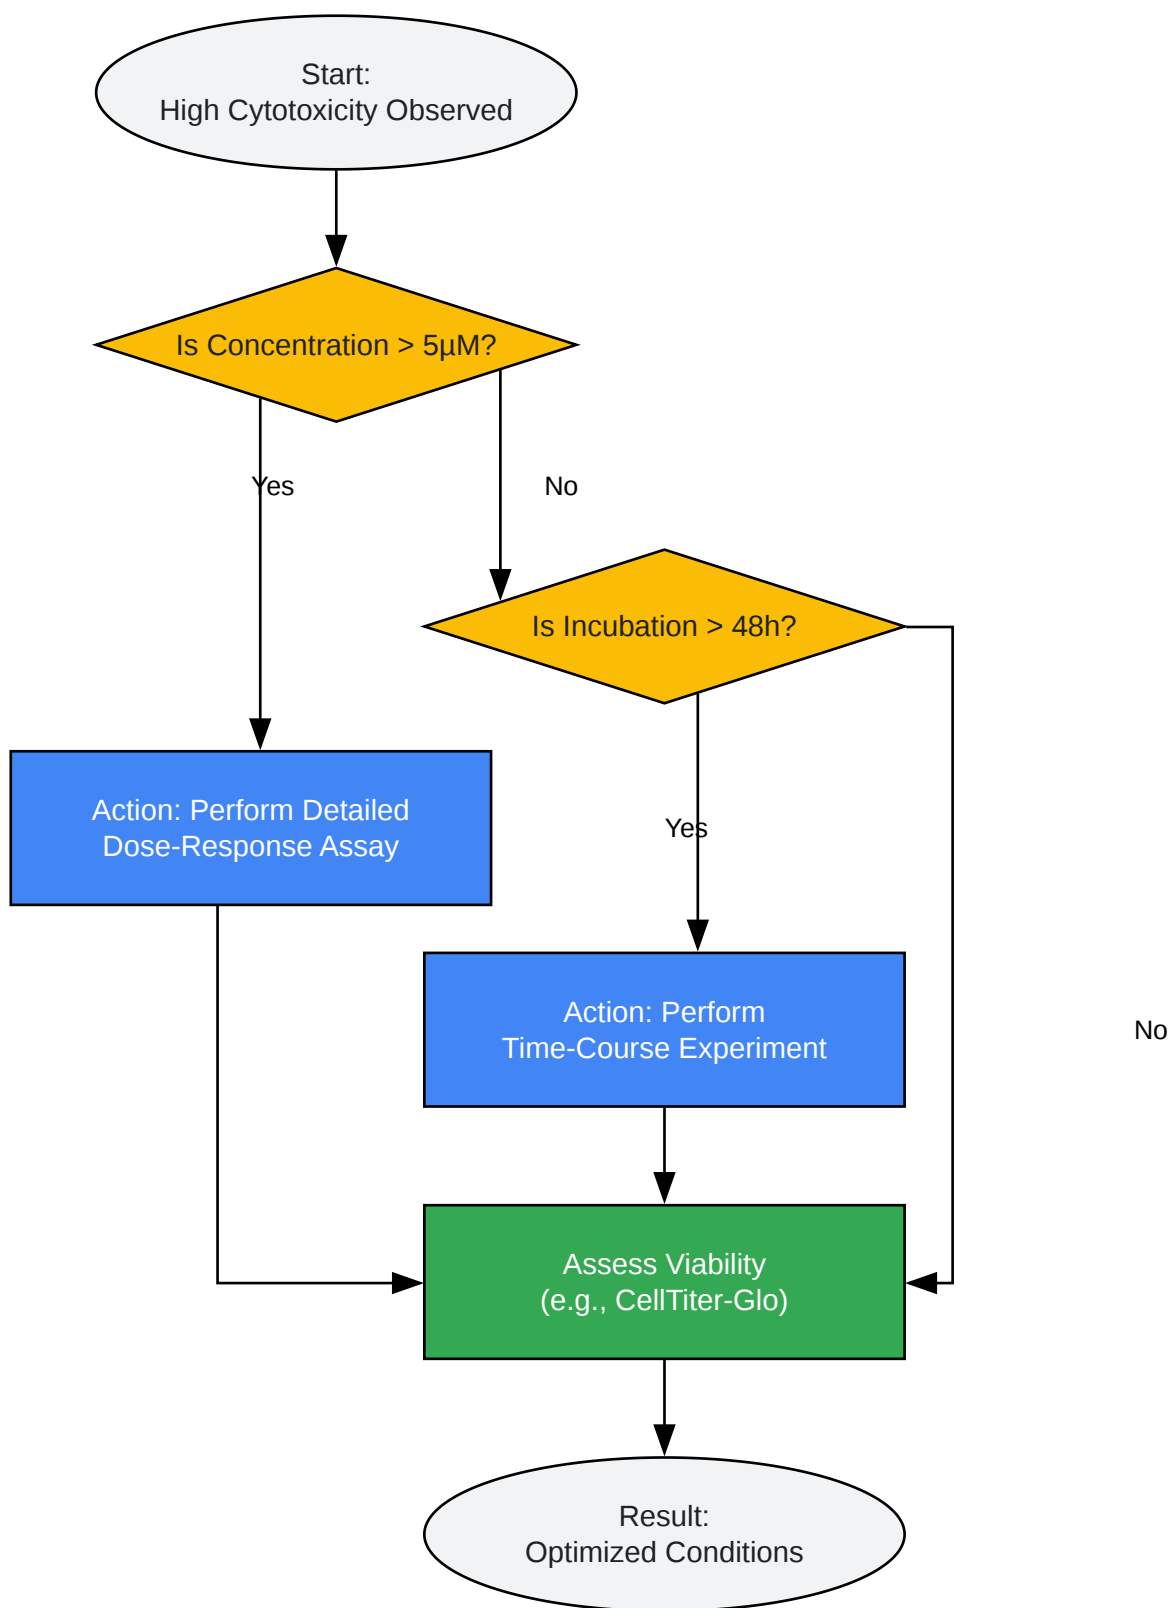 Start:
High Cytotoxicity Observed
Is Concentration > 5µM?
Yes
No
Is Incubation > 48h?
Action: Perform Detailed
Dose-Response Assay
Yes
Action: Perform
Time-Course Experiment
No
Assess Viability
(e.g., CellTiter-Glo)
Result:
Optimized Conditions